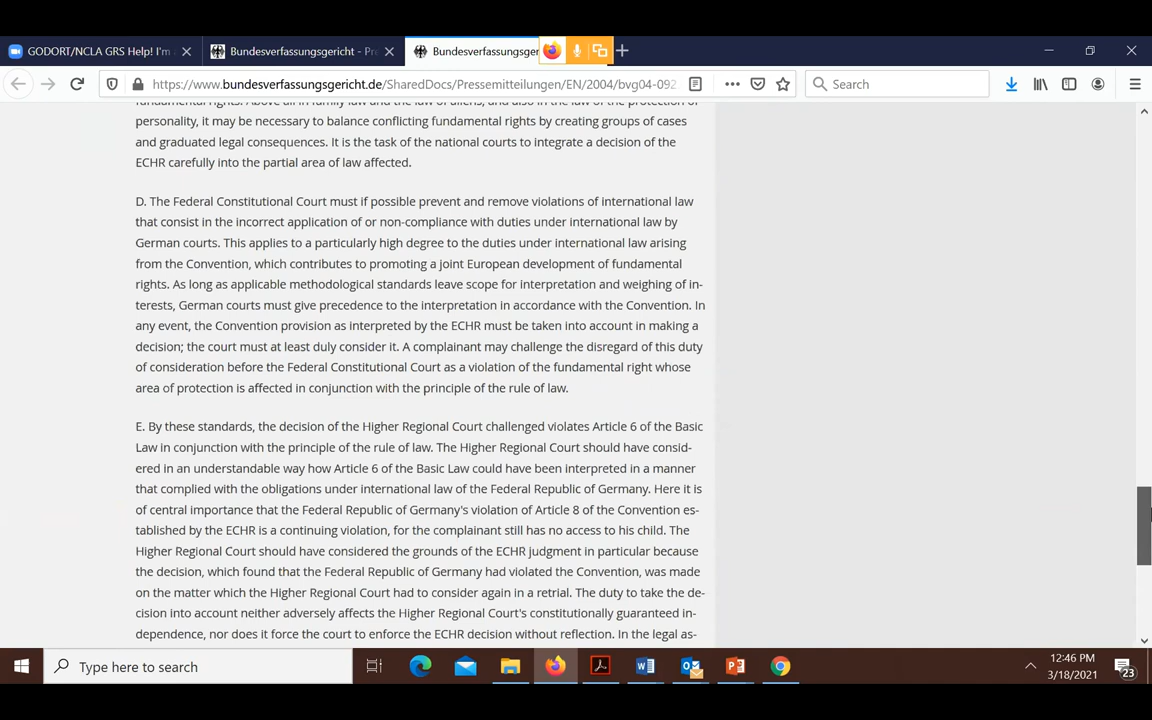 GODORT/NCLA GRS Help! I'm
Bundesverfassungsgericht - Pr
Bundesverfassungsger
https://www.bundesverfassungsgericht.de/SharedDocs/Pressemitteilungen/EN/2004/bvg04-092
Search
fundamental rights. Above all in family law and the law of aliens, and also in the law of the protection of
personality, it may be necessary to balance conflicting fundamental rights by creating groups of cases
and graduated legal consequences. It is the task of the national courts to integrate a decision of the
ECHR carefully into the partial area of law affected.
D. The Federal Constitutional Court must if possible prevent and remove violations of international law
that consist in the incorrect application of or non-compliance with duties under international law by
German courts. This applies to a particularly high degree to the duties under international law arising
from the Convention, which contributes to promoting a joint European development of fundamental
rights. As long as applicable methodological standards leave scope for interpretation and weighing of in-
terests, German courts must give precedence to the interpretation in accordance with the Convention. In
any event, the Convention provision as interpreted by the ECHR must be taken into account in making a
decision; the court must at least duly consider it. A complainant may challenge the disregard of this duty
of consideration before the Federal Constitutional Court as a violation of the fundamental right whose
area of protection is affected in conjunction with the principle of the rule of law.
E. By these standards, the decision of the Higher Regional Court challenged violates Article 6 of the Basic
Law in conjunction with the principle of the rule of law. The Higher Regional Court should have consid-
ered in an understandable way how Article 6 of the Basic Law could have been interpreted in a manner
that complied with the obligations under international law of the Federal Republic of Germany. Here it is
of central importance that the Federal Republic of Germany's violation of Article 8 of the Convention es-
tablished by the ECHR is a continuing violation, for the complainant still has no access to his child. The
Higher Regional Court should have considered the grounds of the ECHR judgment in particular because
the decision, which found that the Federal Republic of Germany had violated the Convention, was made
on the matter which the Higher Regional Court had to consider again in a retrial. The duty to take the de-
cision into account neither adversely affects the Higher Regional Court's constitutionally guaranteed in-
dependence, nor does it force the court to enforce the ECHR decision without reflection. In the legal as-
Type here to search
12:46 PM
3/18/2021
23